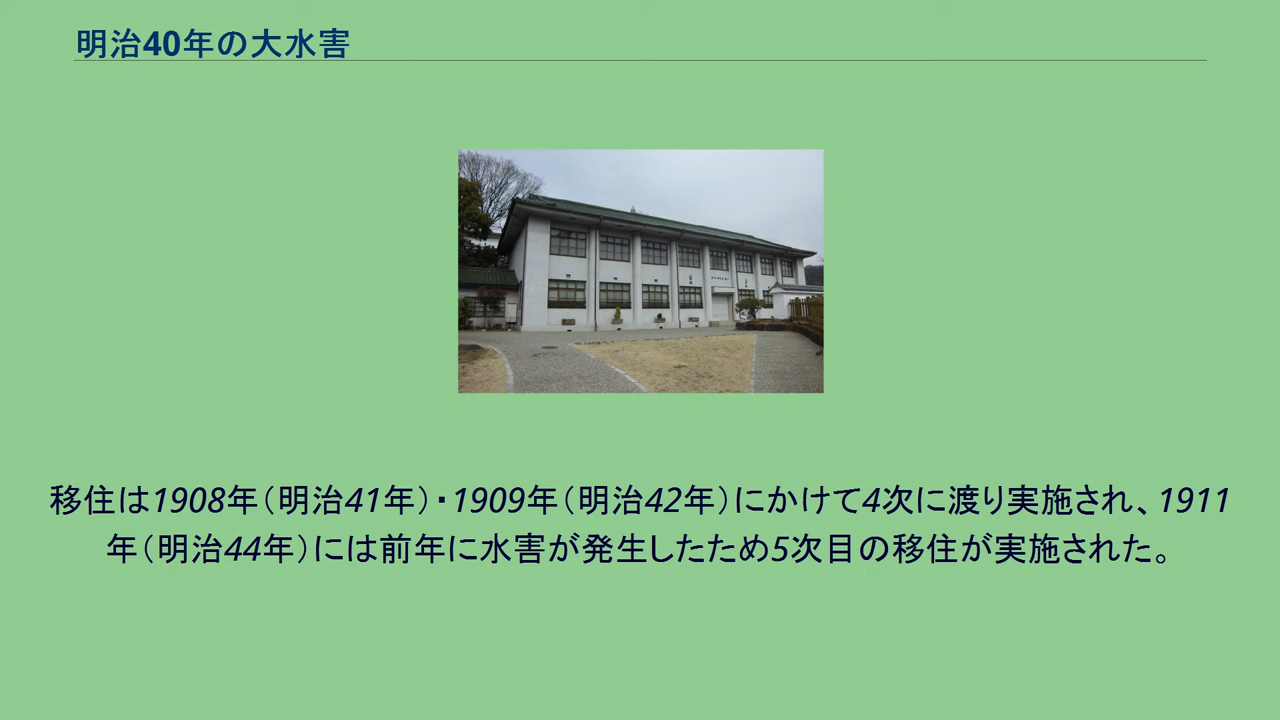 明治40年の大水害
移住は1908年（明治41年）・1909年（明治42年）にかけて4次に渡り実施され、1911
年（明治44年）には前年に水害が発生したため5次目の移住が実施された。